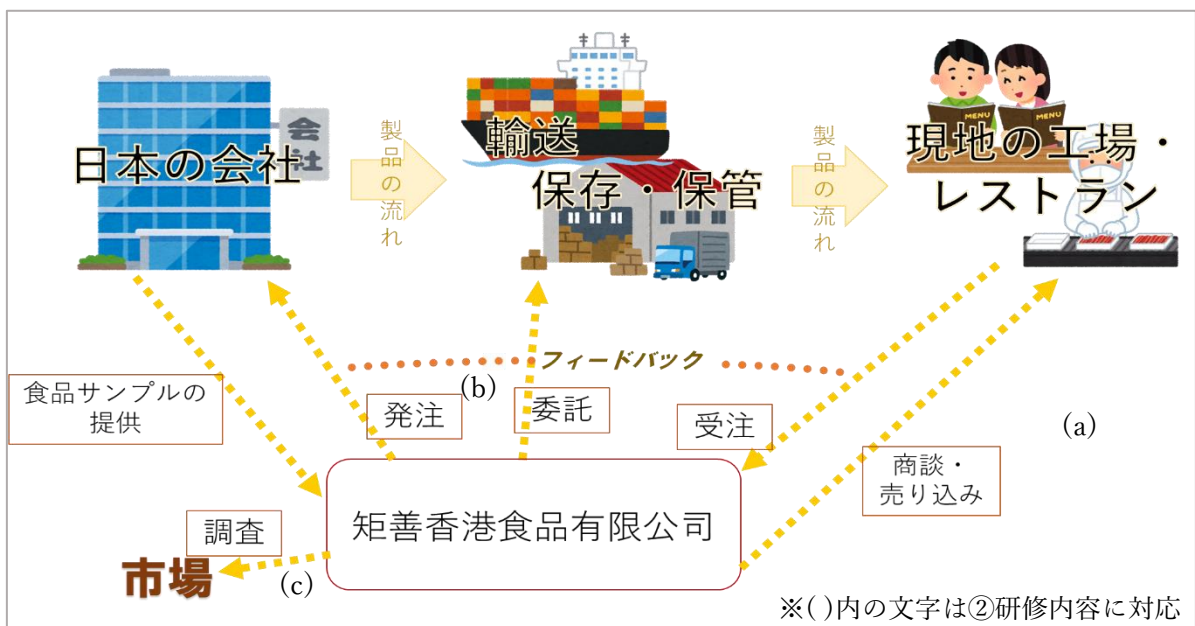 会
社
日本の会社
製
品
の
流
れ
輸送
保存・保管
製
品
の
流
れ
MENU
MENU
現地の工場・
レストラン
フィードバック
食品サンプルの
提供
発注
(b)
委託
受注
(a)
商談・
売り込み
調査
市場
(c)
矩善香港食品有限公司
※( )内の文字は②研修内容に対応